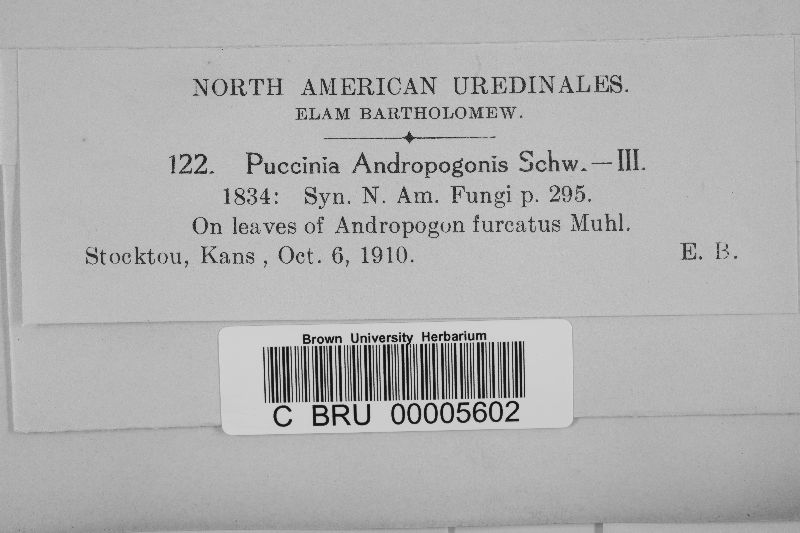 NORTH AMERICAN UREDINALES.
ELAM BARTHOLOMEW.
122. Puccinia Andropogonis Schw.—III.
1834: Syn. N. Am. Fungi p. 295.
On leaves of Andropogon furcatus Muhl.
Stocktou, Kans , Oct. 6, 1910. E. B.
Brown University Herbarium
C BRU 00005602